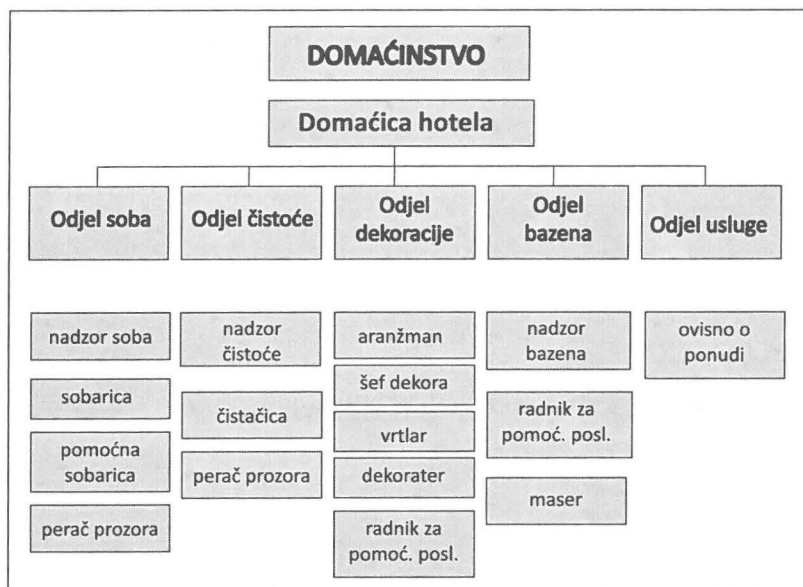 DOMAĆINSTVO
Domaćica hotela
Odjel soba
Odjel čistoće
Odjel
dekoracije
Odjel
bazena
Odjel usluge
nadzor soba
sobarica
pomoćna
sobarica
perač prozora
nadzor
čistoće
čistačica
perač prozora
aranžman
šef dekora
vrtlar
dekorater
radnik za
pomoć. posl.
nadzor
bazena
radnik za
pomoć. posl.
maser
ovisno o
ponudi